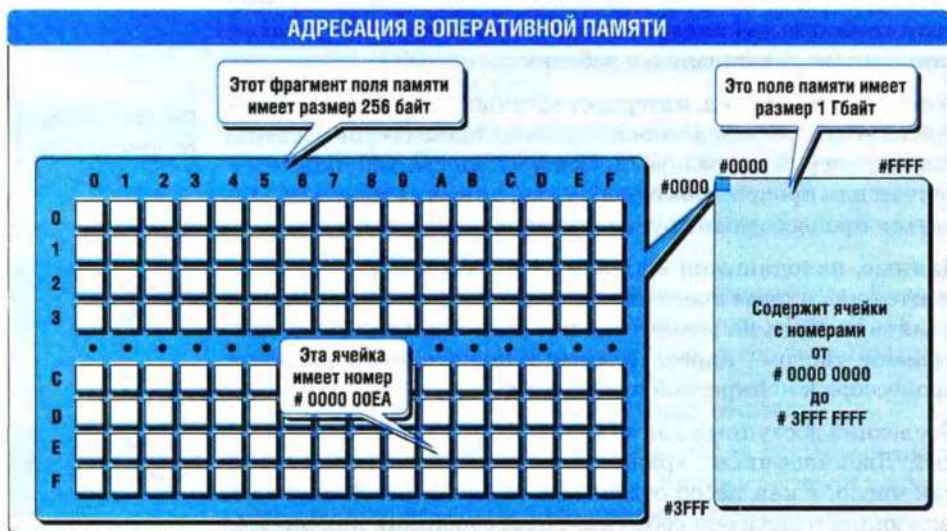 АДРЕСАЦИЯ В ОПЕРАТИВНОЙ ПАМЯТИ
Этот фрагмент поля памяти
имеет размер 256 байт
Это поле памяти имеет
размер 1 Гбайт
0 1 2 3 4 5 6 7 8 9 A B C D E F
#0000
#0000
#FFFF
0
1
2
3
C
D
E
F
Эта ячейка
имеет номер
# 0000 00EA
Содержит ячейки
с номерами
от
# 0000 0000
до
# 3FFF FFFF
#3FFF